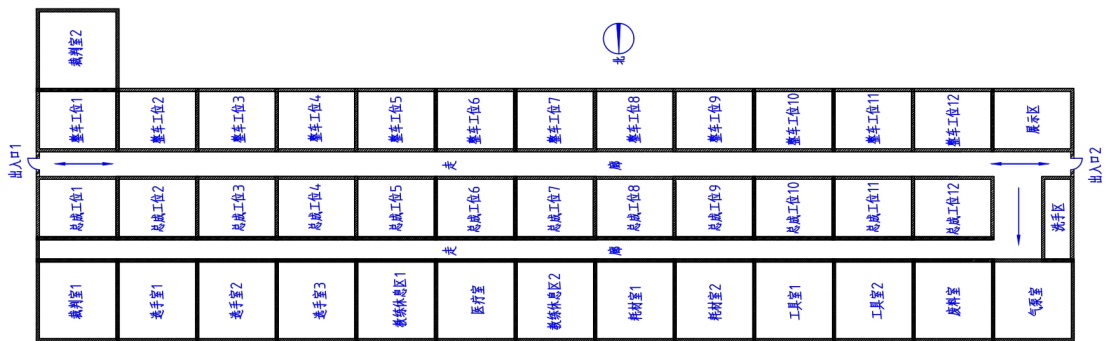 裁判室2
北
整车工位1
整车工位2
整车工位3
整车工位4
整车工位5
整车工位6
整车工位7
整车工位8
整车工位9
整车工位10
整车工位11
整车工位12
展示区
出入口1
走廊
出入口2
总成工位1
总成工位2
总成工位3
总成工位4
总成工位5
总成工位6
总成工位7
总成工位8
总成工位9
总成工位10
总成工位11
总成工位12
洗手区
走廊
裁判室1
选手室1
选手室2
选手室3
教练休息区1
医疗室
教练休息区2
耗材室1
耗材室2
工具室1
工具室2
废料室
气泵室